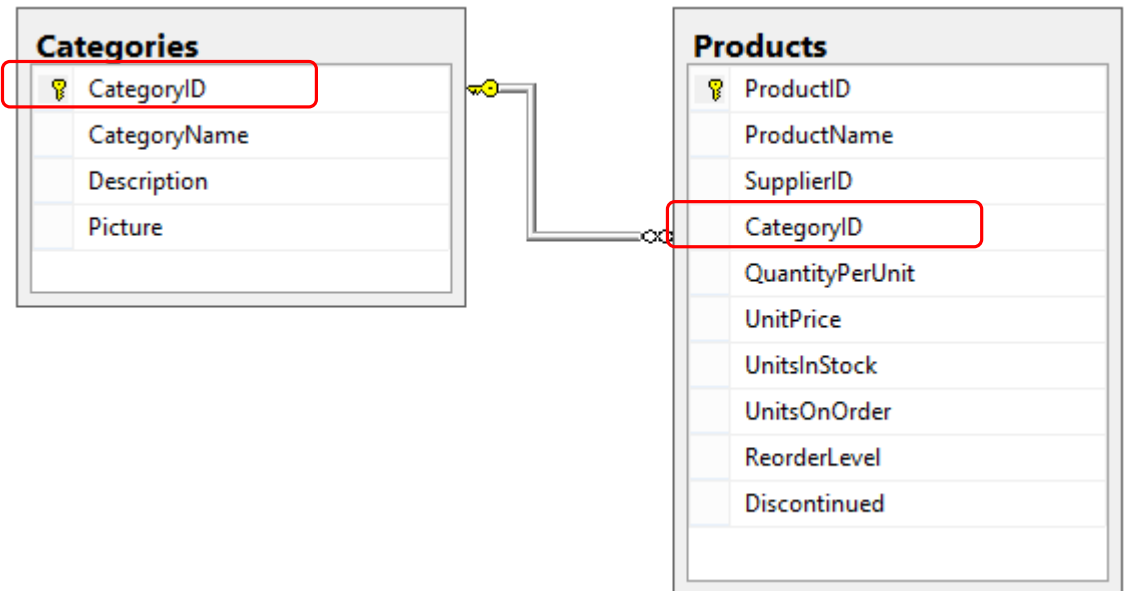 Categories
CategoryID
CategoryName
Description
Picture
Products
ProductID
ProductName
SupplierID
CategoryID
QuantityPerUnit
UnitPrice
UnitsInStock
UnitsOnOrder
ReorderLevel
Discontinued